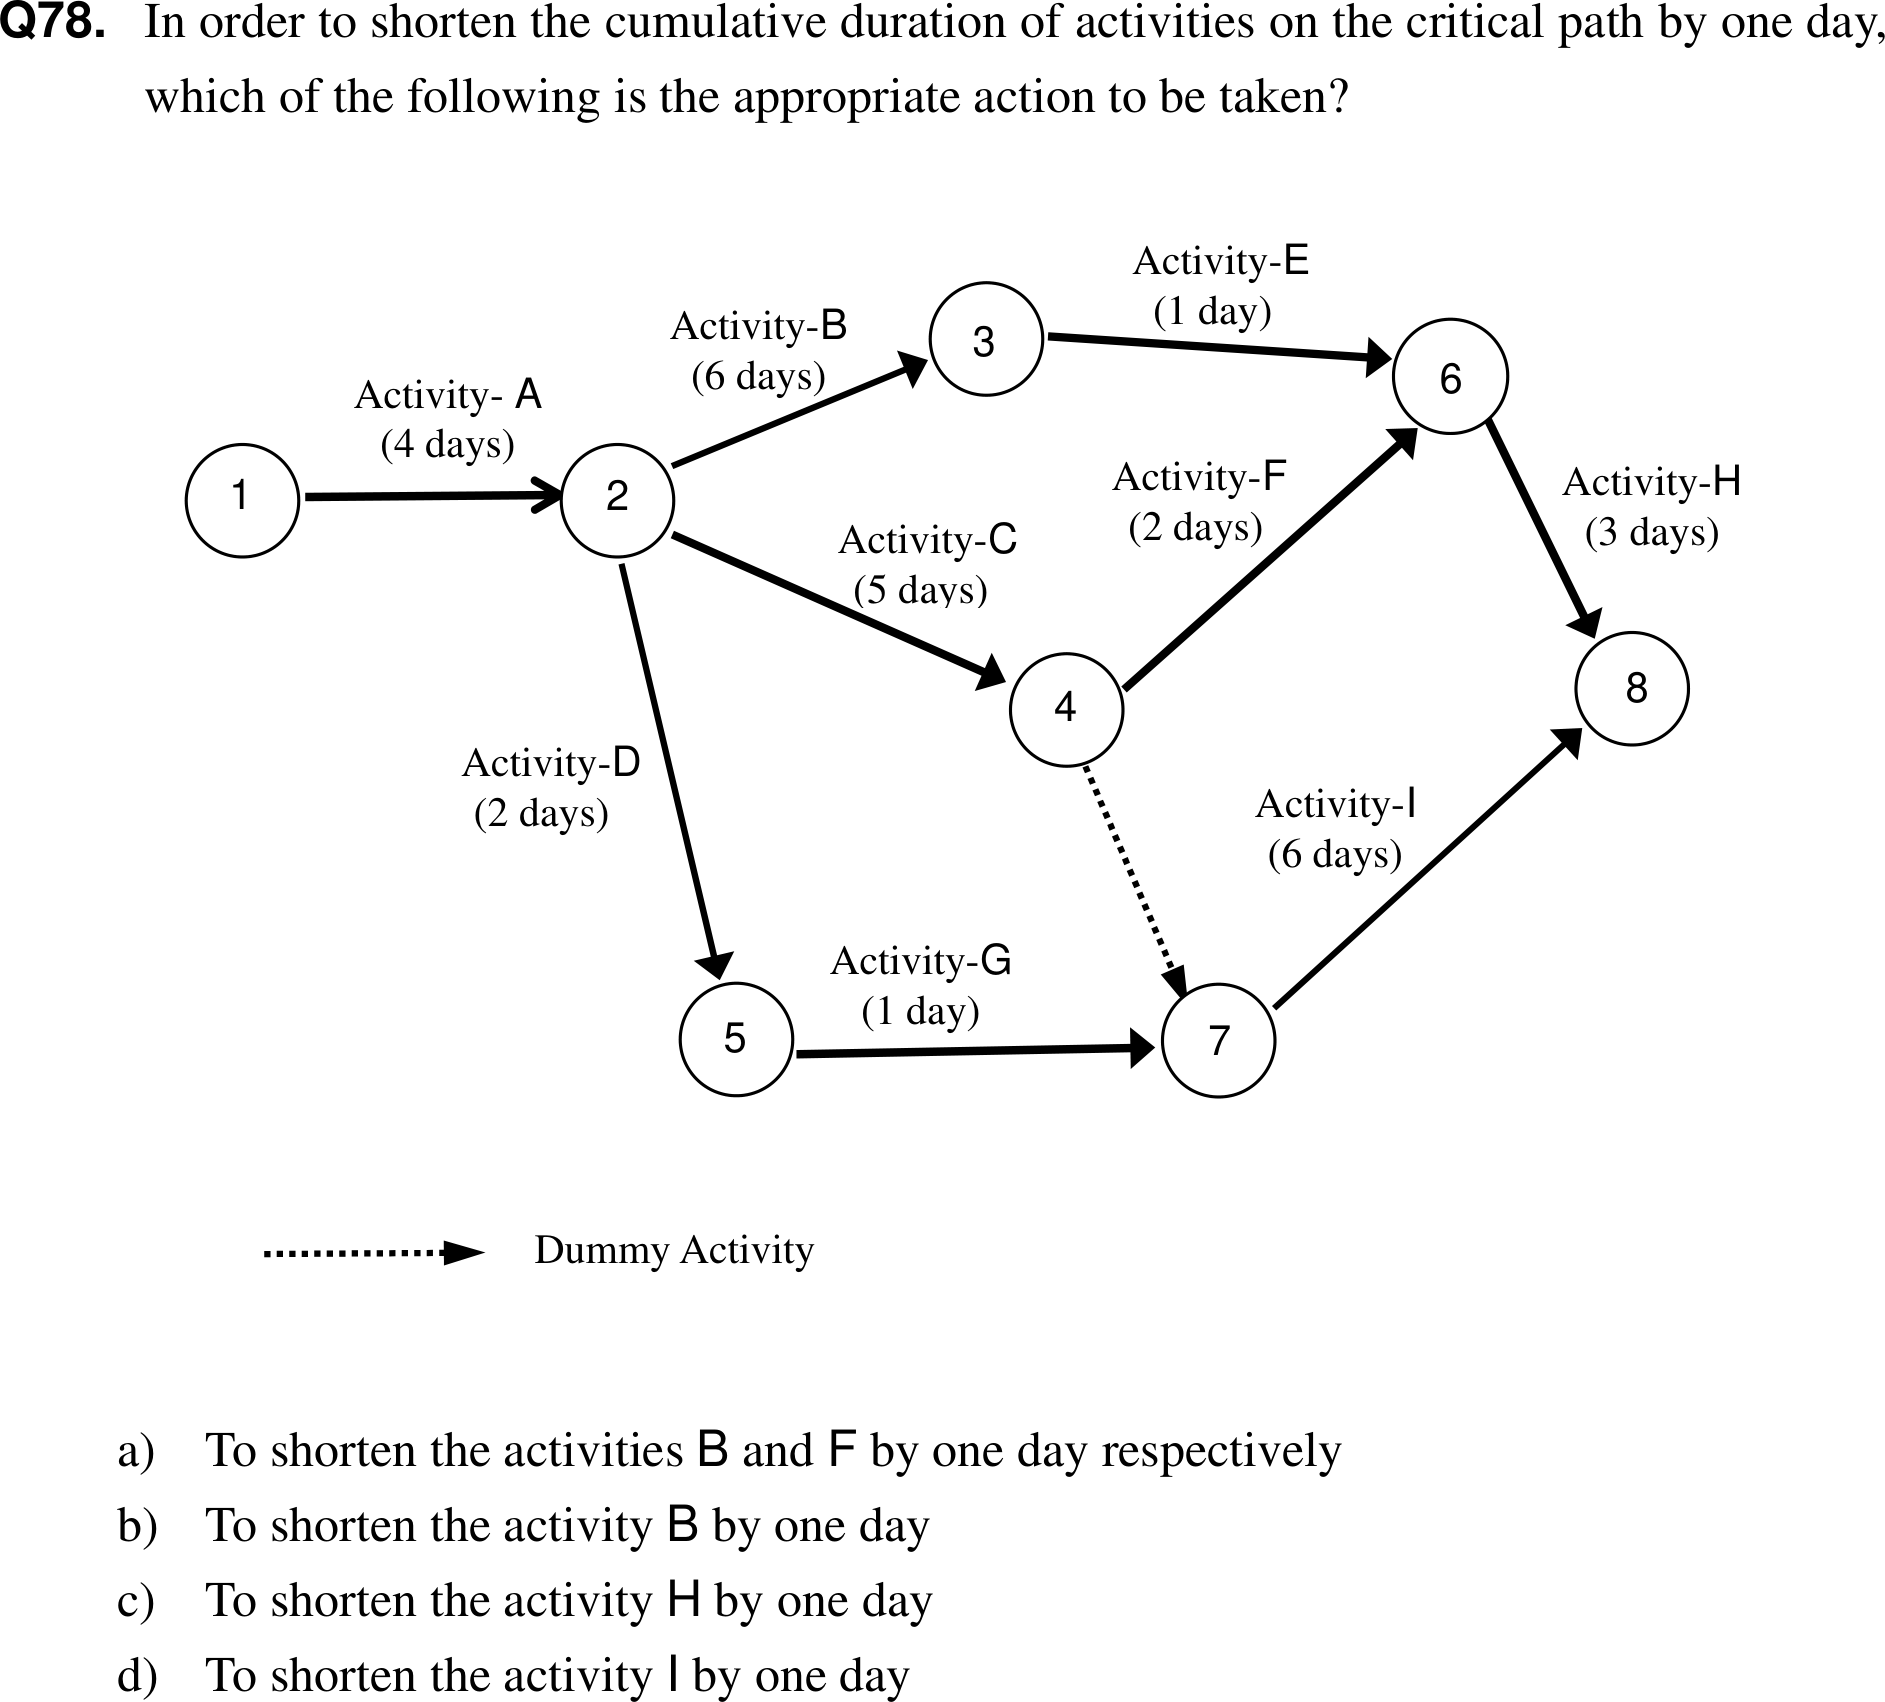 Q78. In order to shorten the cumulative duration of activities on the critical path by one day,
which of the following is the appropriate action to be taken?
Activity-E
(1 day)
Activity-B
(6 days)
3
6
Activity- A
(4 days)
1
2
Activity-F
(2 days)
Activity-H
(3 days)
Activity-C
(5 days)
4
8
Activity-D
(2 days)
Activity-I
(6 days)
Activity-G
(1 day)
5
7
Dummy Activity
a) To shorten the activities B and F by one day respectively
b) To shorten the activity B by one day
c) To shorten the activity H by one day
d) To shorten the activity I by one day